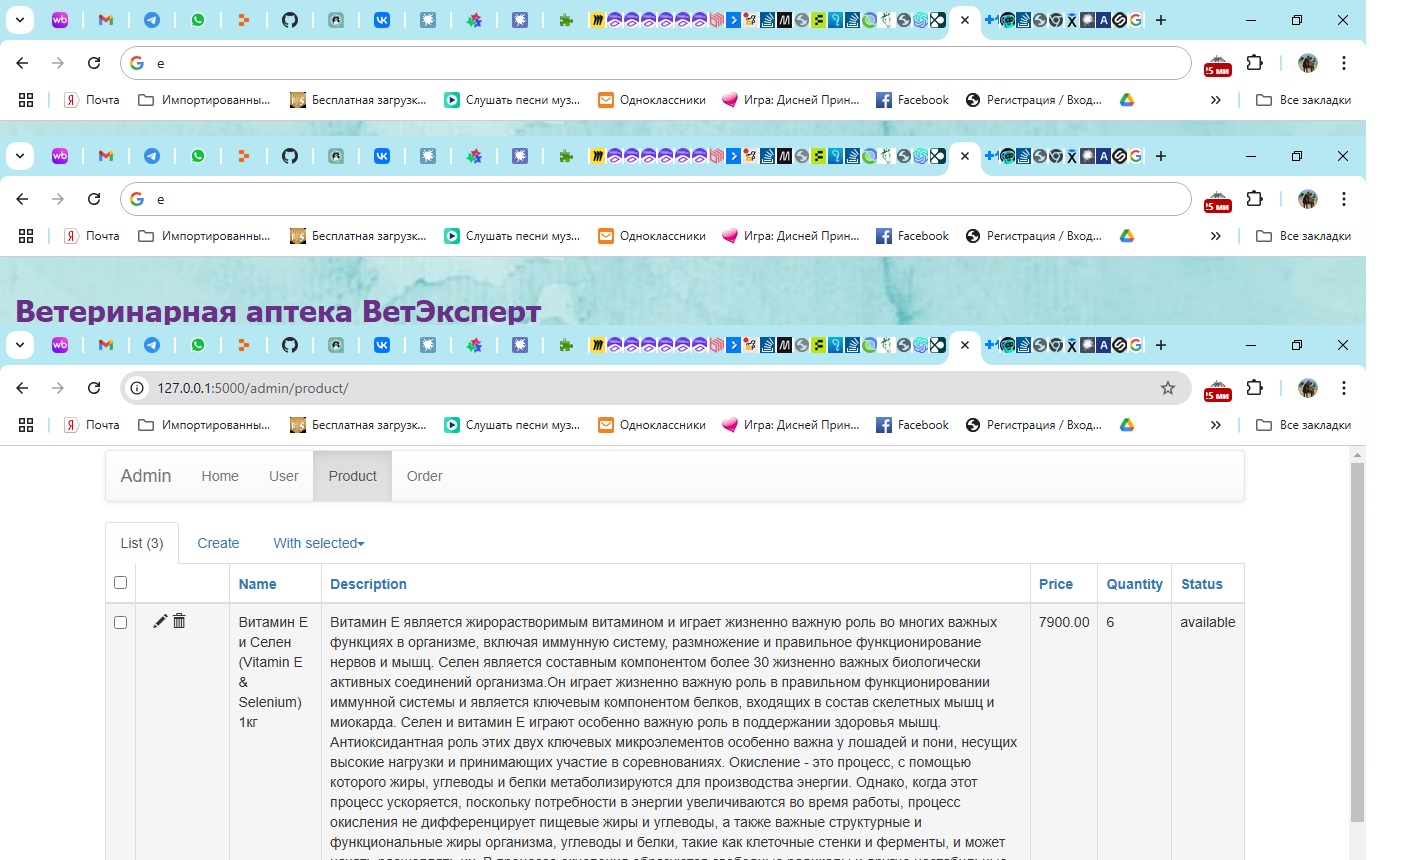 e
Почта
Импортированны...
Бесплатная загрузк...
Слушать песни муз...
Одноклассники
Игра: Дисней Прин...
Facebook
Регистрация / Вход...
»
Все закладки
e
Почта
Импортированны...
Бесплатная загрузк...
Слушать песни муз...
Одноклассники
Игра: Дисней Прин...
Facebook
Регистрация / Вход...
»
Все закладки
Ветеринарная аптека ВетЭксперт
127.0.0.1:5000/admin/product/
Почта
Импортированны...
Бесплатная загрузк...
Слушать песни муз...
Одноклассники
Игра: Дисней Прин...
Facebook
Регистрация / Вход...
»
Все закладки
Admin Home User Product Order
List (3) Create With selected
Name Description Price Quantity Status
Витамин Е
и Селен
(Vitamin E
&
Selenium)
1кг
Витамин Е является жирорастворимым витамином и играет жизненно важную роль во многих важных
функциях в организме, включая иммунную систему, размножение и правильное функционирование
нервов и мышц. Селен является составным компонентом более 30 жизненно важных биологически
активных соединений организма.Он играет жизненно важную роль в правильном функционировании
иммунной системы и является ключевым компонентом белков, входящих в состав скелетных мышц и
миокарда. Селен и витамин Е играют особенно важную роль в поддержании здоровья мышц.
Антиоксидантная роль этих двух ключевых микроэлементов особенно важна у лошадей и пони, несущих
высокие нагрузки и принимающих участие в соревнованиях. Окисление - это процесс, с помощью
которого жиры, углеводы и белки метаболизируются для производства энергии. Однако, когда этот
процесс ускоряется, поскольку потребности в энергии увеличиваются во время работы, процесс
окисления не дифференцирует пищевые жиры и углеводы, а также важные структурные и
функциональные жиры организма, углеводы и белки, такие как клеточные стенки и ферменты, и может
7900.00
6
available